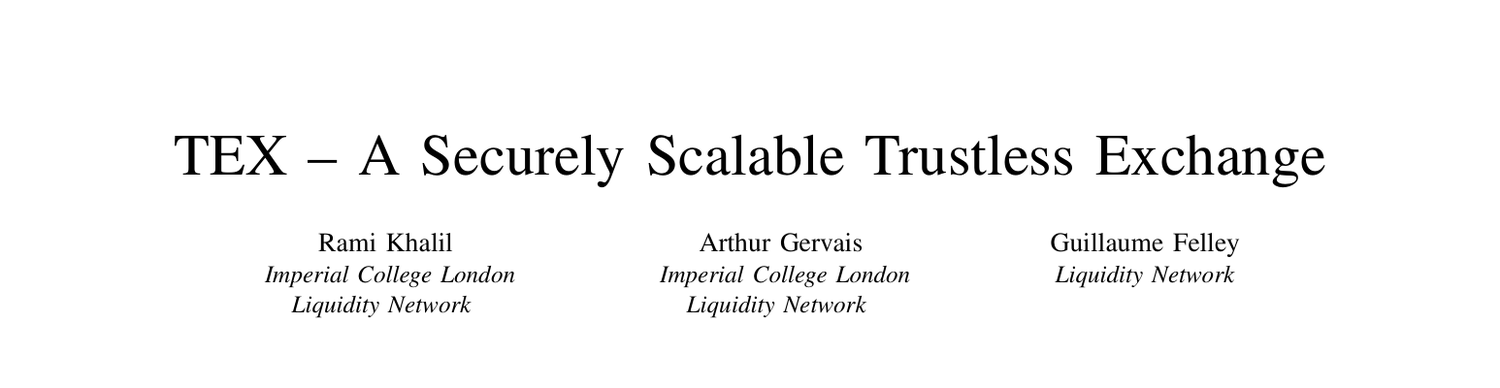 TEX – A Securely Scalable Trustless Exchange
Rami Khalil
Imperial College London
Liquidity Network
Arthur Gervais
Imperial College London
Liquidity Network
Guillaume Felley
Liquidity Network